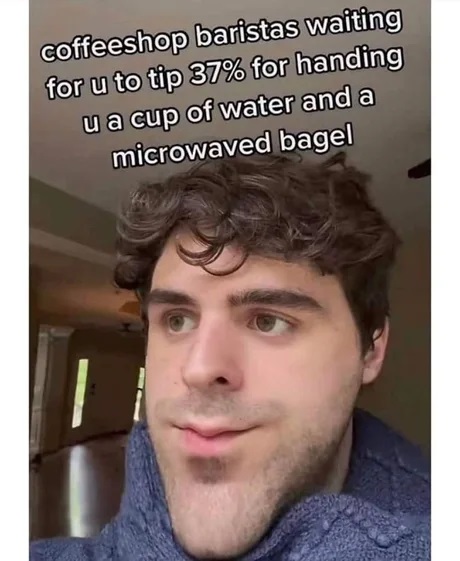 coffeeshop baristas waiting
for u to tip 37% for handing
u a cup of water and a
microwaved bagel